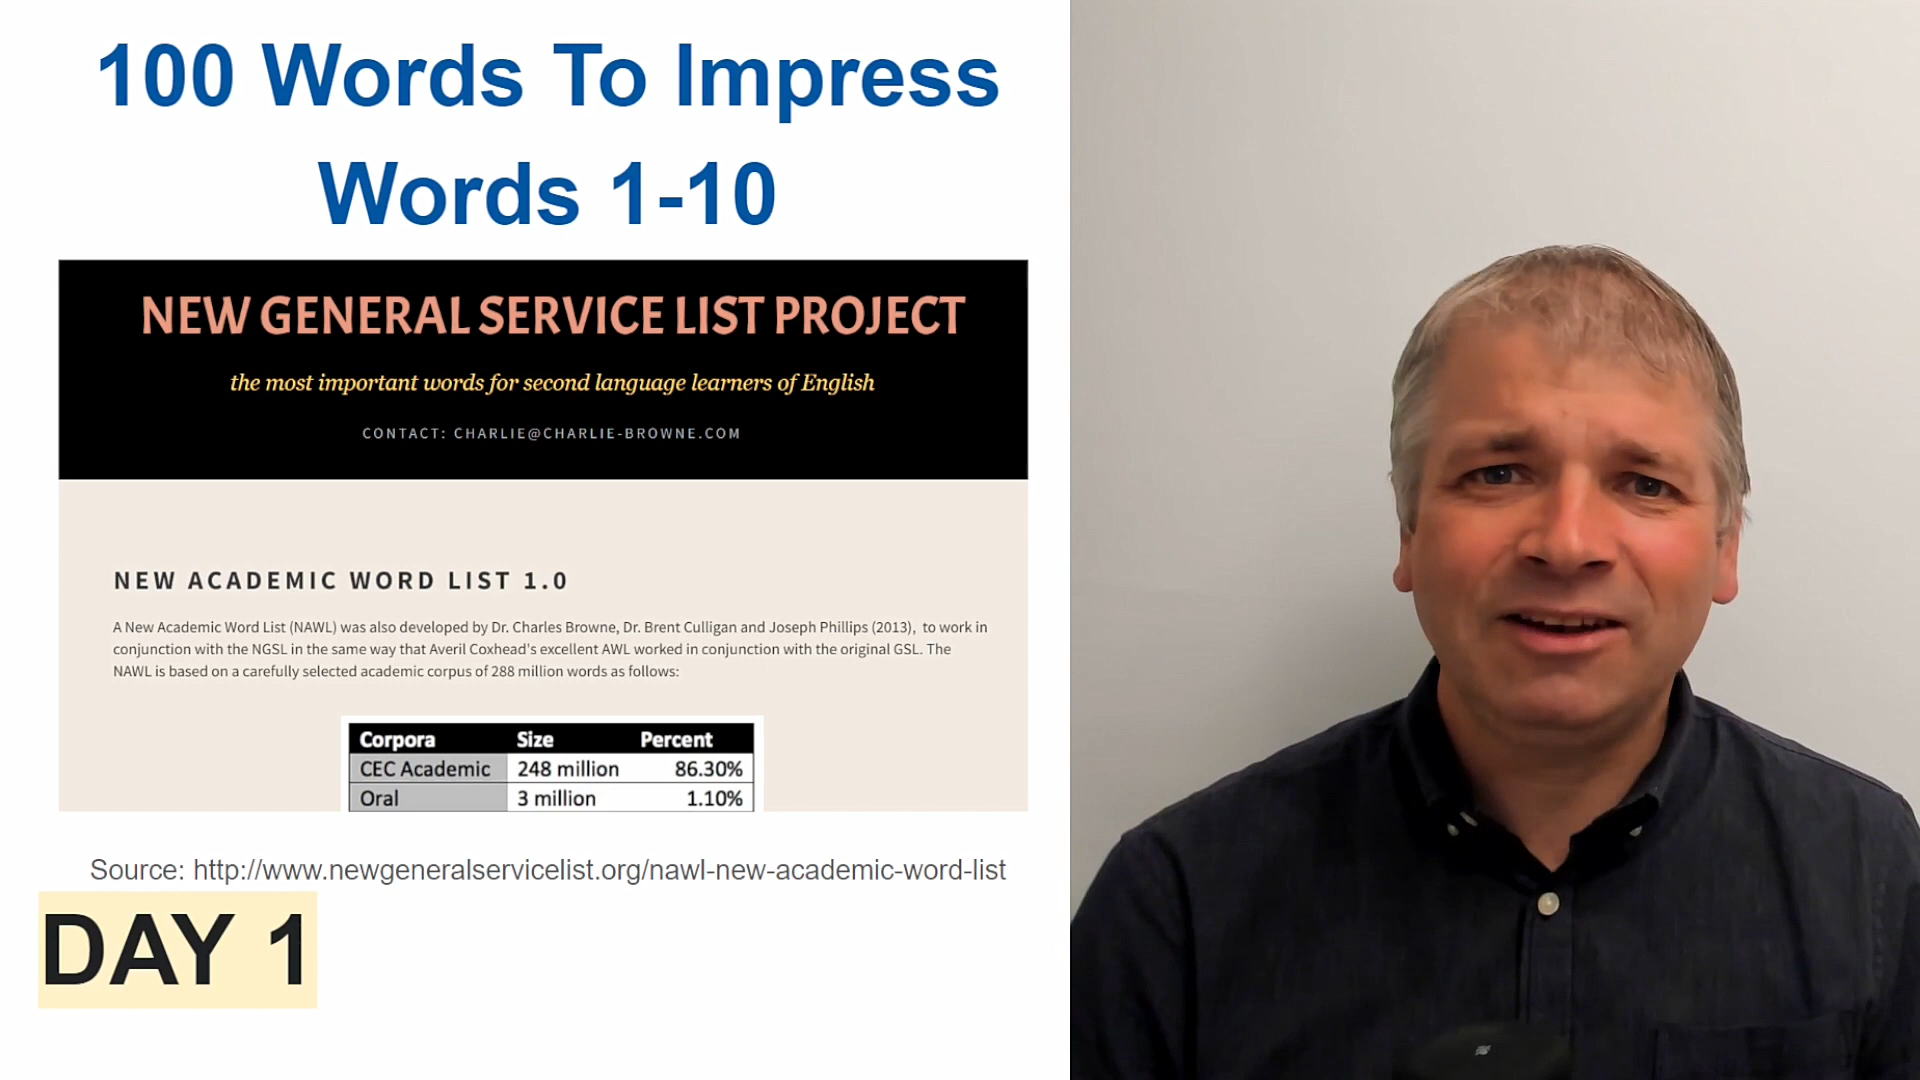 100 Words To Impress
Words 1-10
NEW GENERAL SERVICE LIST PROJECT
the most important words for second language learners of English
CONTACT: CHARLIE@CHARLIE-BROWNE.COM
NEW ACADEMIC WORD LIST 1.0
A New Academic Word List (NAWL) was also developed by Dr. Charles Browne, Dr. Brent Culligan and Joseph Phillips (2013), to work in
conjunction with the NGSL in the same way that Averil Coxhead's excellent AWL worked in conjunction with the original GSL. The
NAWL is based on a carefully selected academic corpus of 288 million words as follows:
Corpora Size Percent
CEC Academic 248 million 86.30%
Oral 3 million 1.10%
Source: http://www.newgeneralservicelist.org/nawl-new-academic-word-list
DAY 1